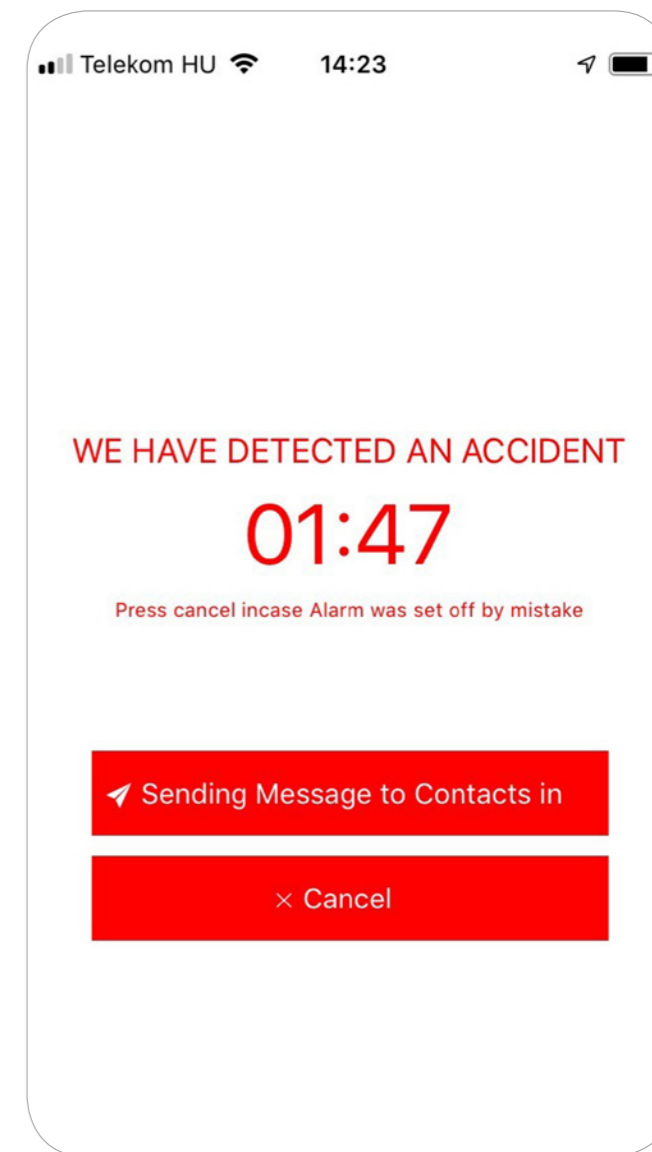 Telekom HU 14:23
WE HAVE DETECTED AN ACCIDENT
01:47
Press cancel incase Alarm was set off by mistake
Sending Message to Contacts in
× Cancel